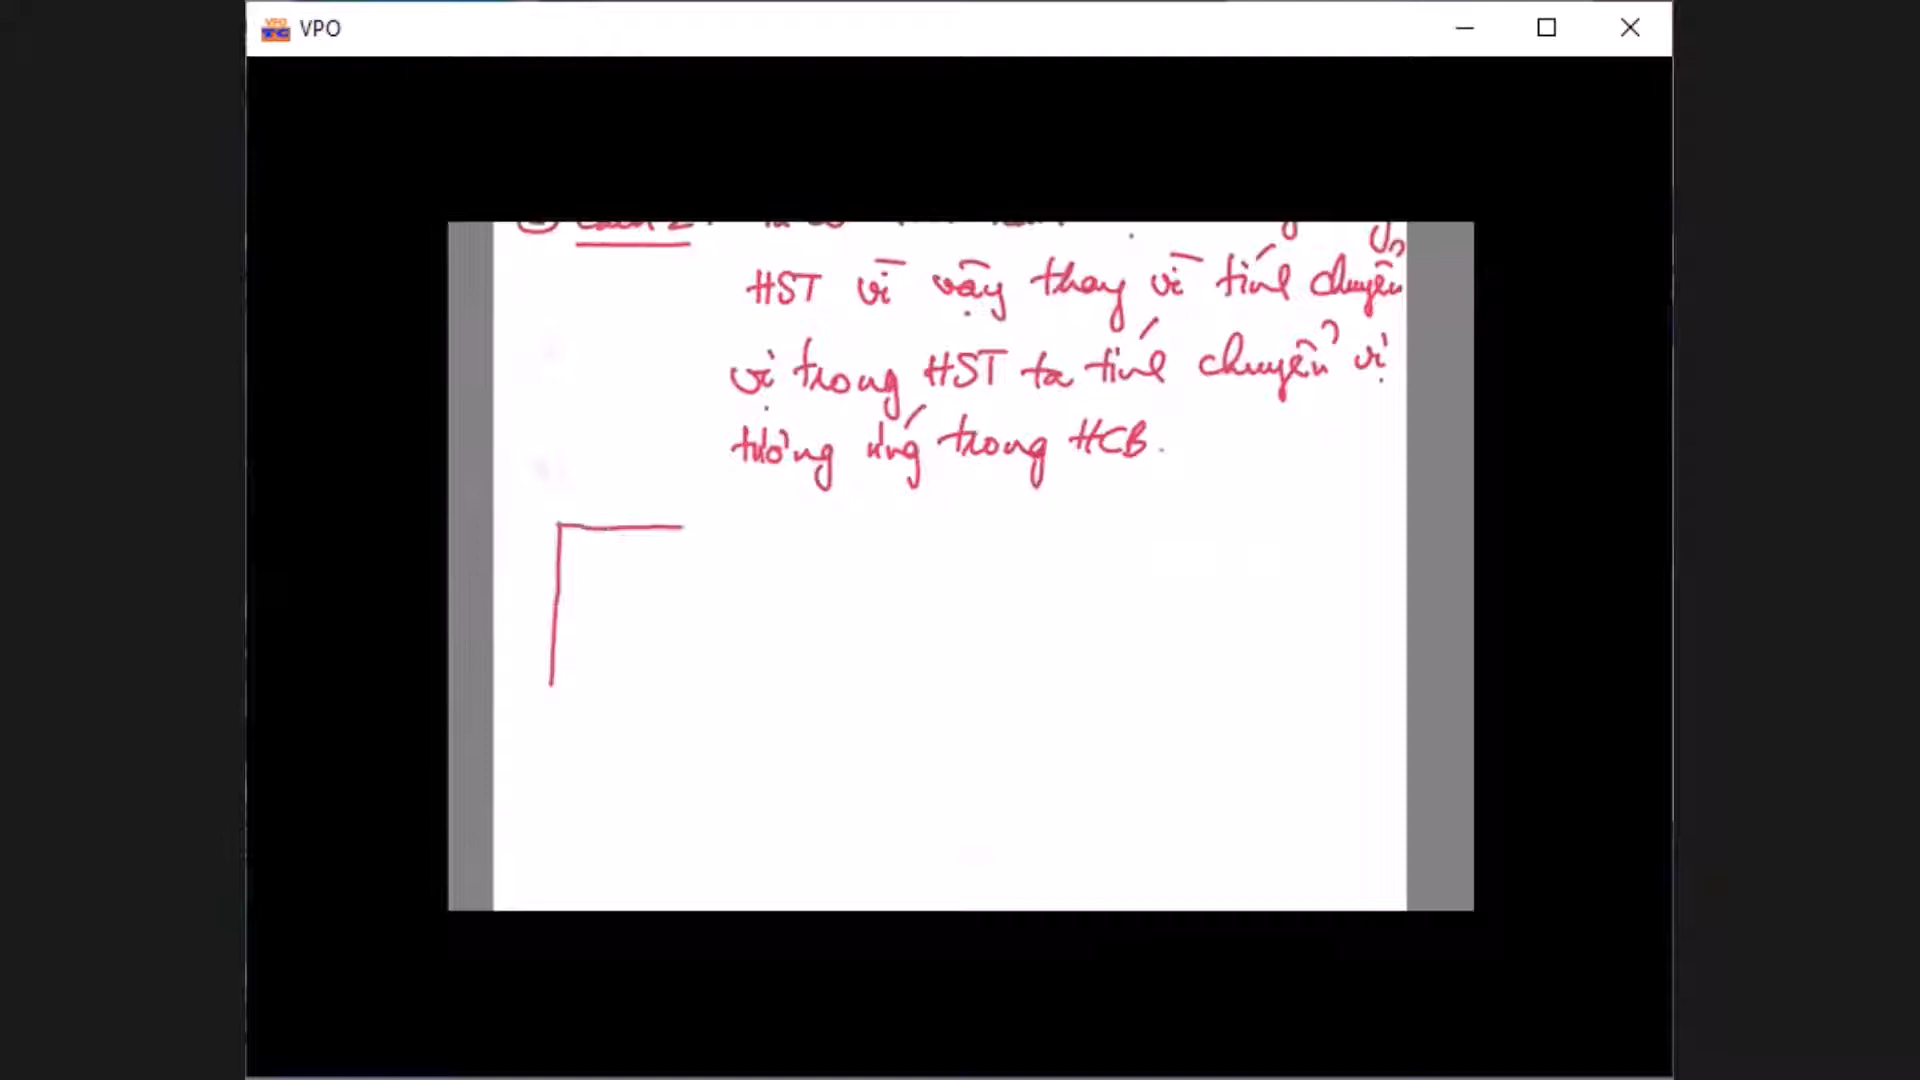 VPO
HST vì vậy thay vì tính chuyển
vị trong HST ta tính chuyển vị
tương ứng trong HCB.